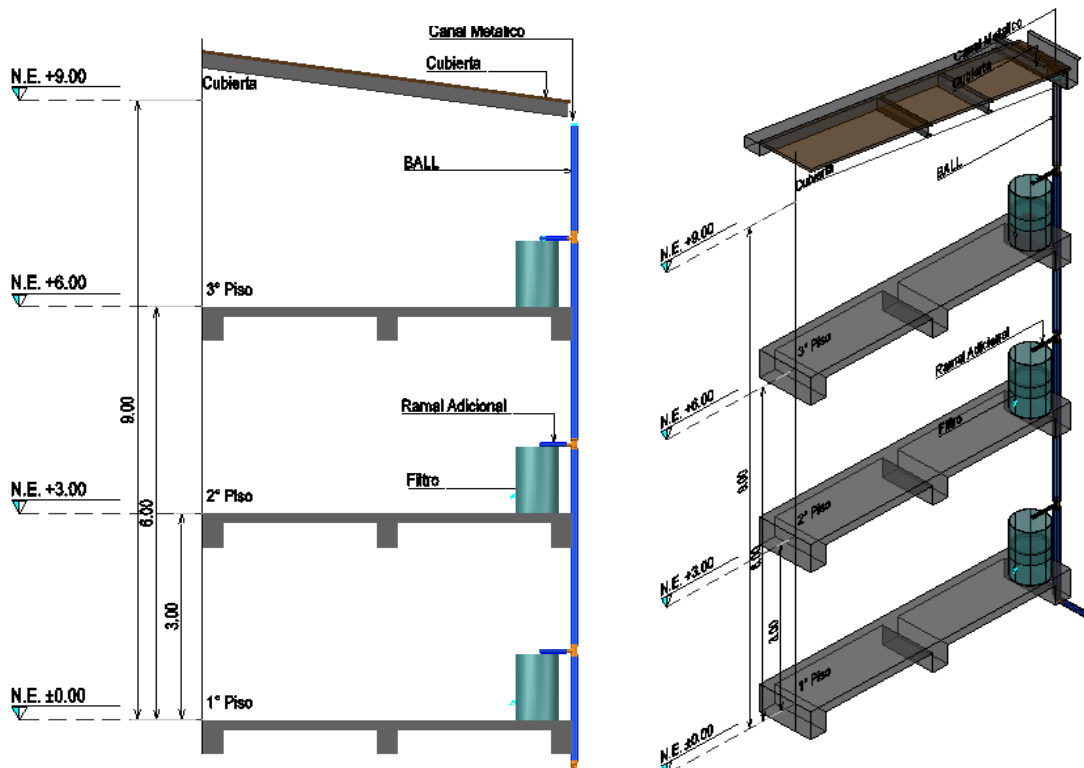 Canal Metalico
Cubierta
N.E. +9.00
Cubierta
BALL
N.E. +6.00
3° Piso
9.00
Ramal Adicional
Filtro
N.E. +3.00
2° Piso
6.00
3.00
N.E. ±0.00
1° Piso
Canal Metalico
Cubierta
BALL
Cubierta
N.E. +9.00
3° Piso
Ramal Adicional
N.E. +6.00
Filtro
9.00
2° Piso
6.00
N.E. +3.00
3.00
1° Piso
N.E. ±0.00